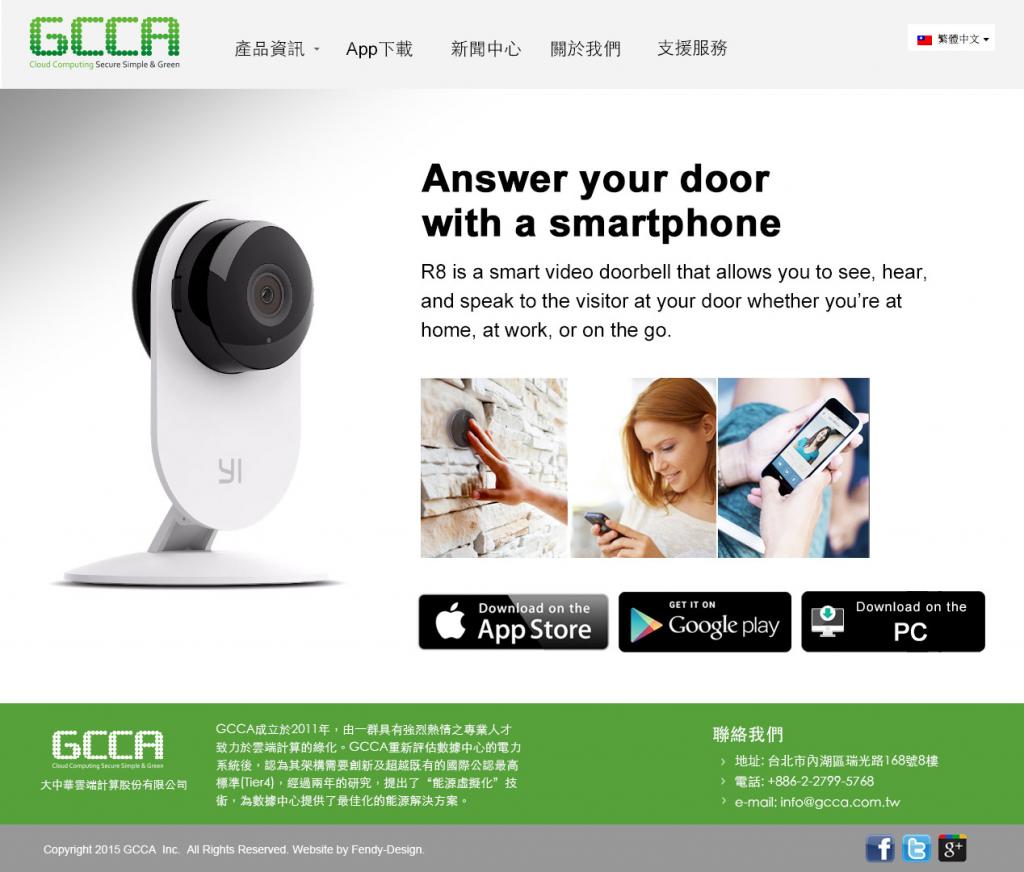 GCCA
Cloud Computing Secure Simple & Green
產品資訊
App下載
新聞中心
關於我們
支援服務
繁體中文
Answer your door
with a smartphone
R8 is a smart video doorbell that allows you to see, hear,
and speak to the visitor at your door whether you’re at
home, at work, or on the go.
YI
Download on the
App Store
GET IT ON
Google play
Download on the
PC
GCCA
Cloud Computing Secure Simple & Green
大中華雲端計算股份有限公司
GCCA成立於2011年，由一群具有強烈熱情之專業人才
致力於雲端計算的綠化。GCCA重新評估數據中心的電力
系統後，認為其架構需要創新及超越既有的國際公認最高
標準(Tier4)，經過兩年的研究，提出了“能源虛擬化”技
術，為數據中心提供了最佳化的能源解決方案。
聯絡我們
› 地址: 台北市內湖區瑞光路168號8樓
› 電話: +886-2-2799-5768
› e-mail: info@gcca.com.tw
Copyright 2015 GCCA Inc. All Rights Reserved. Website by Fendy-Design.
f
t
g+